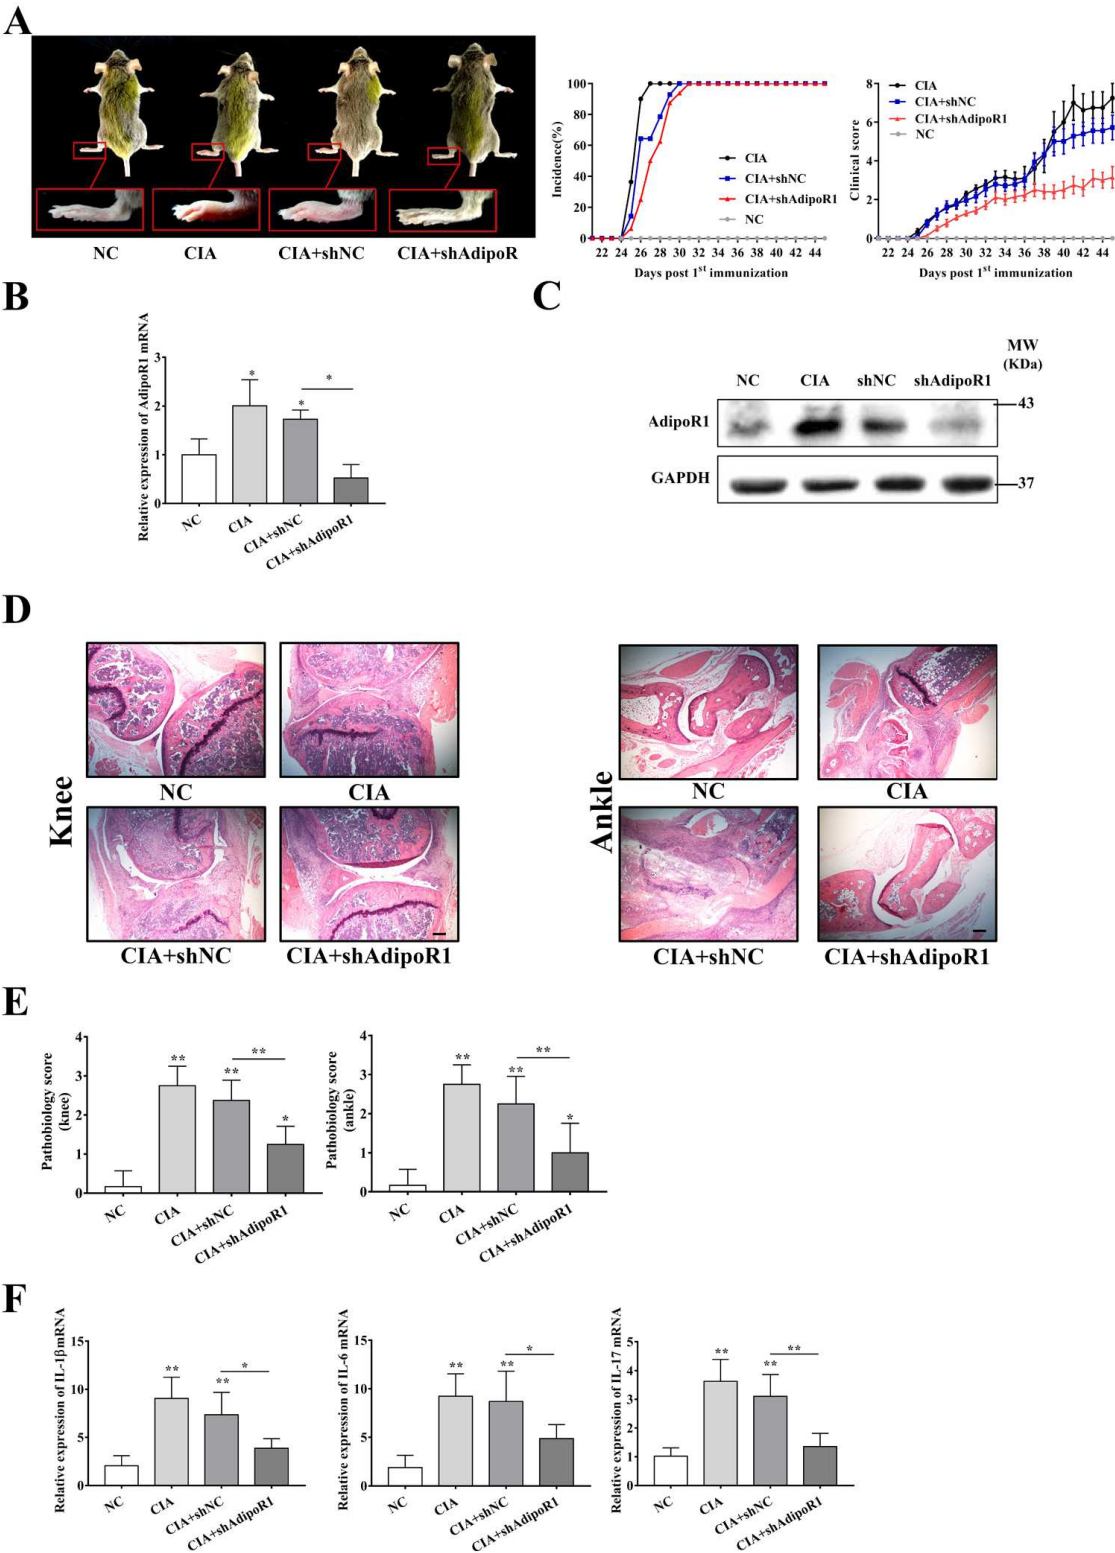 A
NC
CIA
CIA+shNC
CIA+shAdipoR
Incidence(%)
100
80
60
40
20
0
22 24 26 28 30 32 34 36 38 40 42 44
Days post 1st immunization
CIA
CIA+shNC
CIA+shAdipoR1
NC
Clinical score
8
6
4
2
0
22 24 26 28 30 32 34 36 38 40 42 44
Days post 1st immunization
CIA
CIA+shNC
CIA+shAdipoR1
NC
B
Relative expression of AdipoR1 mRNA
3
2
1
0
* * *
NC
CIA
CIA+shNC
CIA+shAdipoR1
C
MW
(KDa)
NC CIA shNC shAdipoR1
43
AdipoR1
GAPDH
37
D
Knee
NC
CIA
CIA+shNC
CIA+shAdipoR1
Ankle
NC
CIA
CIA+shNC
CIA+shAdipoR1
E
Pathobiology score
(knee)
4
3
2
1
0
** ** ** *
NC
CIA
CIA+shNC
CIA+shAdipoR1
Pathobiology score
(ankle)
4
3
2
1
0
** ** ** *
NC
CIA
CIA+shNC
CIA+shAdipoR1
F
Relative expression of IL-1β mRNA
15
10
5
0
** ** *
NC
CIA
CIA+shNC
CIA+shAdipoR1
Relative expression of IL-6 mRNA
15
10
5
0
** ** *
NC
CIA
CIA+shNC
CIA+shAdipoR1
Relative expression of IL-17 mRNA
5
4
3
2
1
0
** ** **
NC
CIA
CIA+shNC
CIA+shAdipoR1